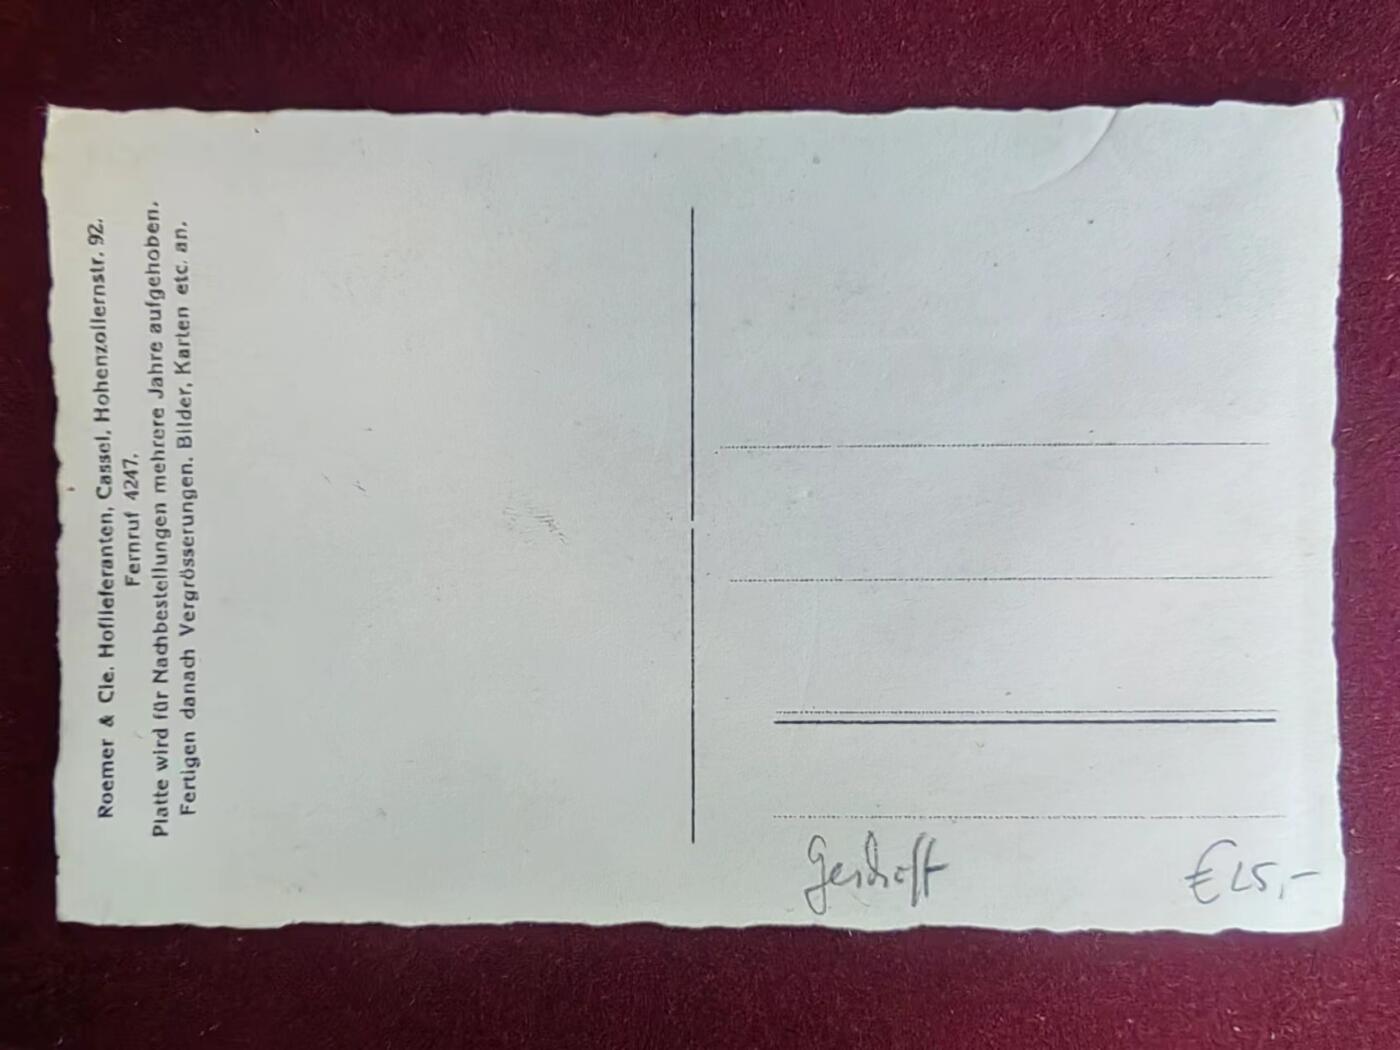 Roemer & Cie. Hoflieferanten, Cassel, Hohenzollernstr. 92.
Fernruf 4247.
Platte wird für Nachbestellungen mehrere Jahre aufgehoben.
Fertigen danach Vergrösserungen. Bilder, Karten etc. an.
Geschäft
€ 25,-